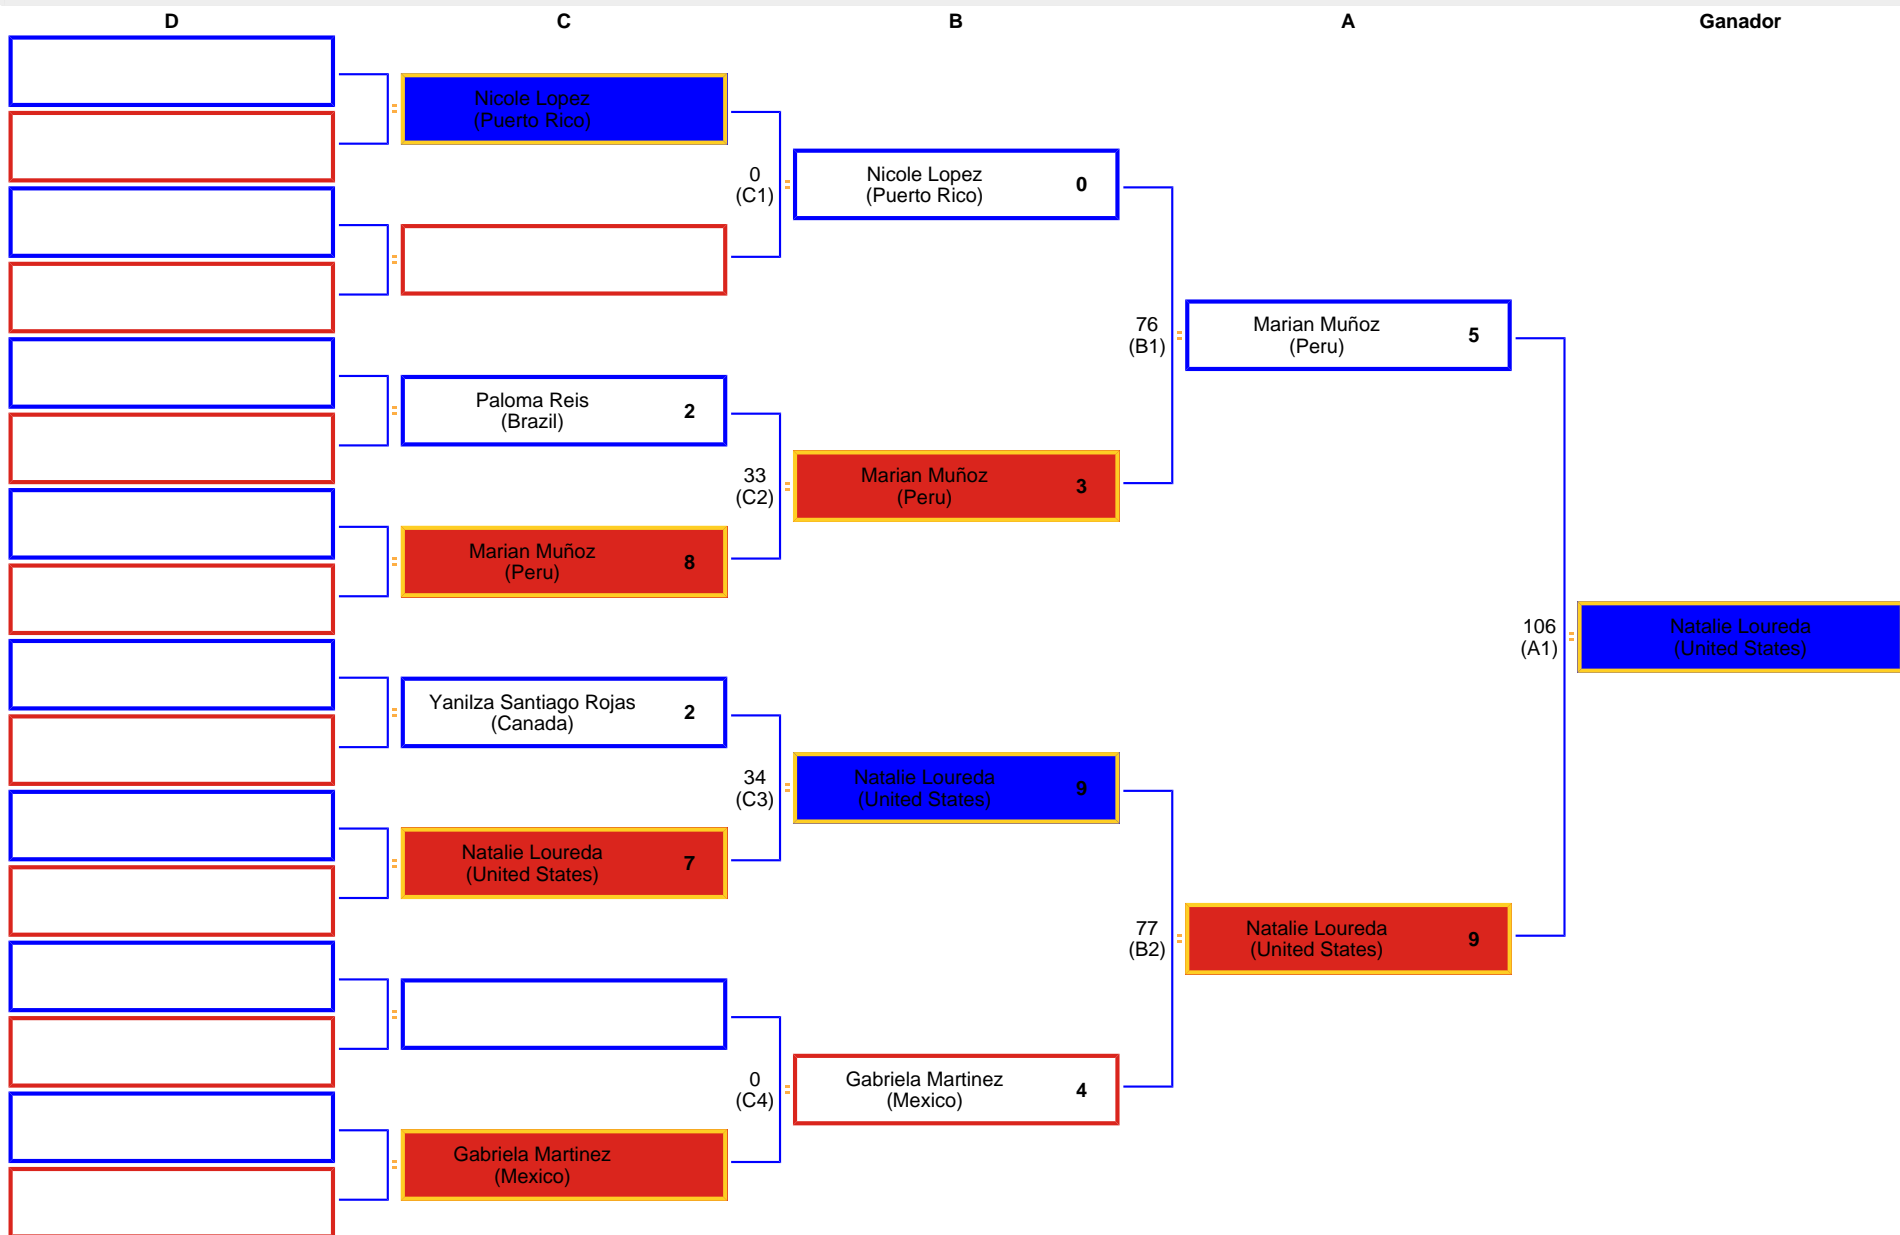 D
C
B
A
Ganador
Nicole Lopez
(Puerto Rico)
0
(C1)
Nicole Lopez
(Puerto Rico)
0
76
(B1)
Marian Muñoz
(Peru)
5
Paloma Reis
(Brazil)
2
33
(C2)
Marian Muñoz
(Peru)
3
Marian Muñoz
(Peru)
8
106
(A1)
Natalie Loureda
(United States)
Yanilza Santiago Rojas
(Canada)
2
34
(C3)
Natalie Loureda
(United States)
9
Natalie Loureda
(United States)
7
77
(B2)
Natalie Loureda
(United States)
9
0
(C4)
Gabriela Martinez
(Mexico)
4
Gabriela Martinez
(Mexico)